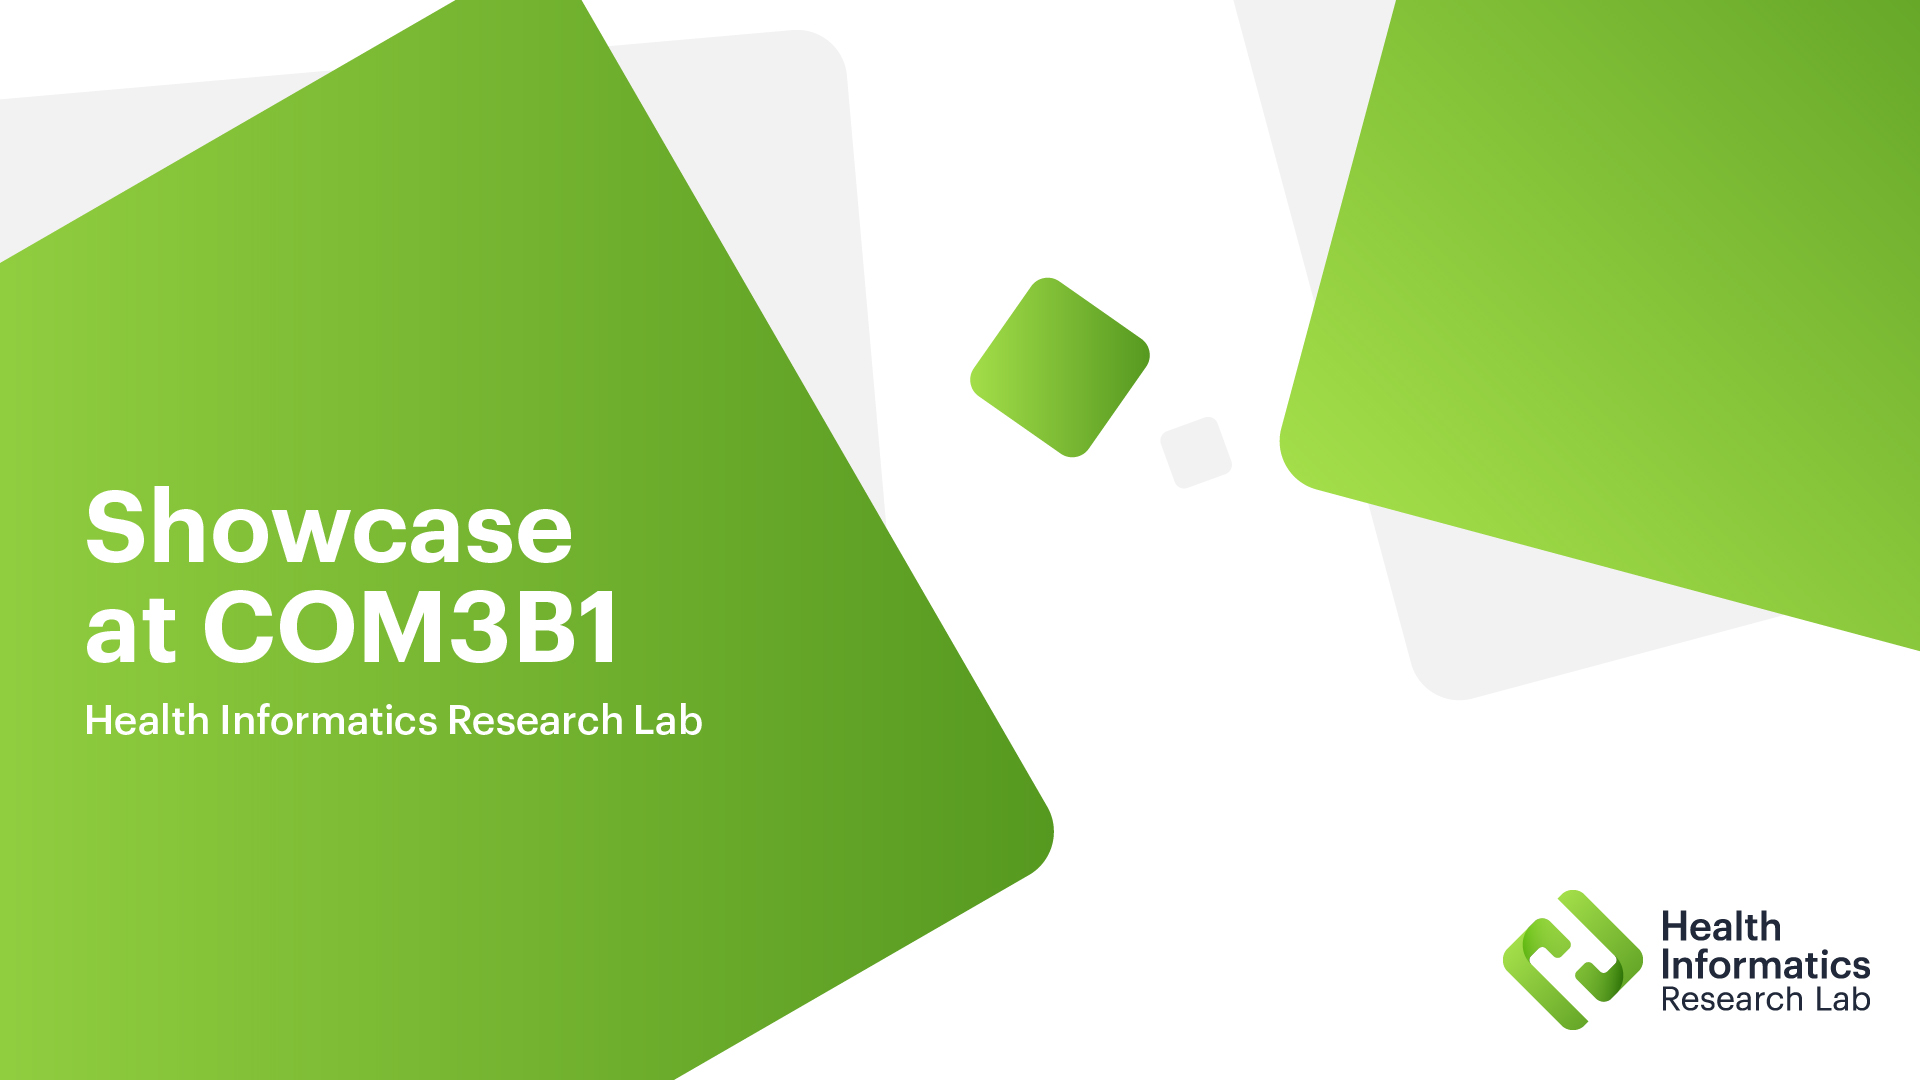 Showcase
at COM3B1
Health Informatics Research Lab
Health
Informatics
Research Lab